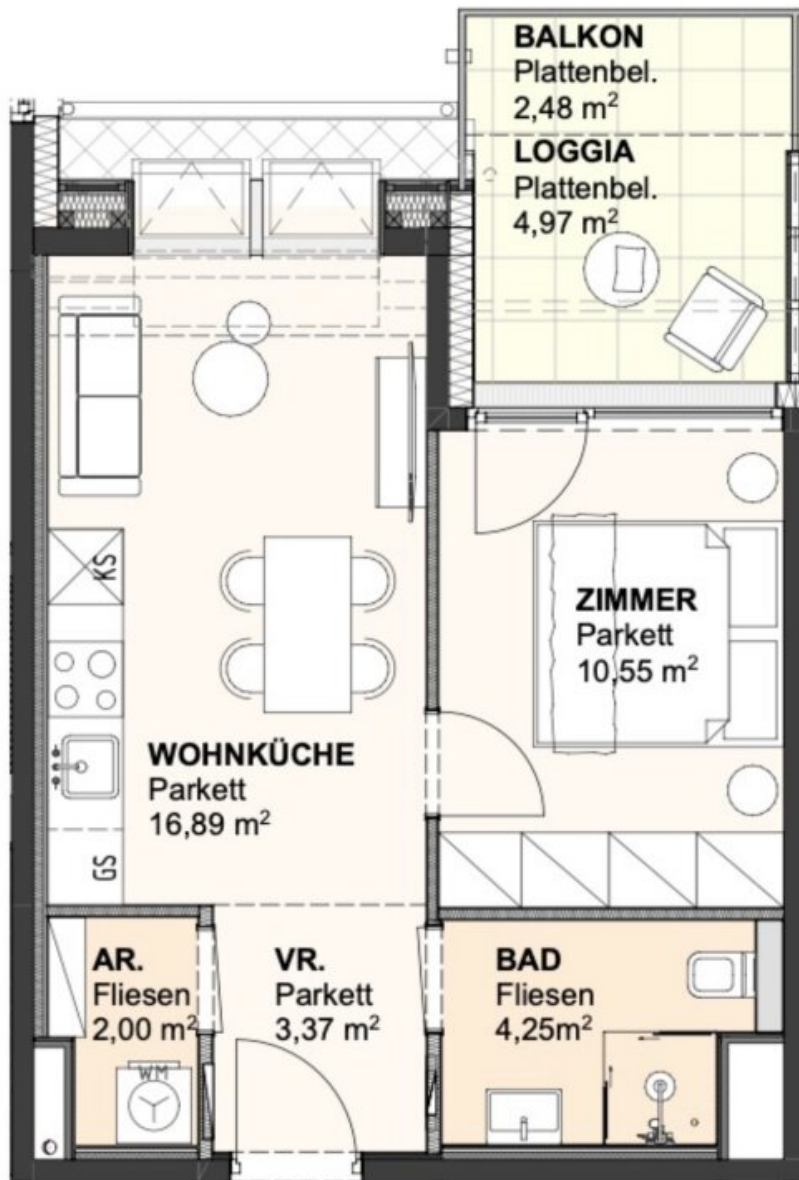 BALKON
Plattenbel.
2,48 m²
LOGGIA
Plattenbel.
4,97 m²
KS
ZIMMER
Parkett
10,55 m²
WOHNKÜCHE
Parkett
16,89 m²
GS
AR.
Fliesen
2,00 m²
WM
VR.
Parkett
3,37 m²
BAD
Fliesen
4,25m²